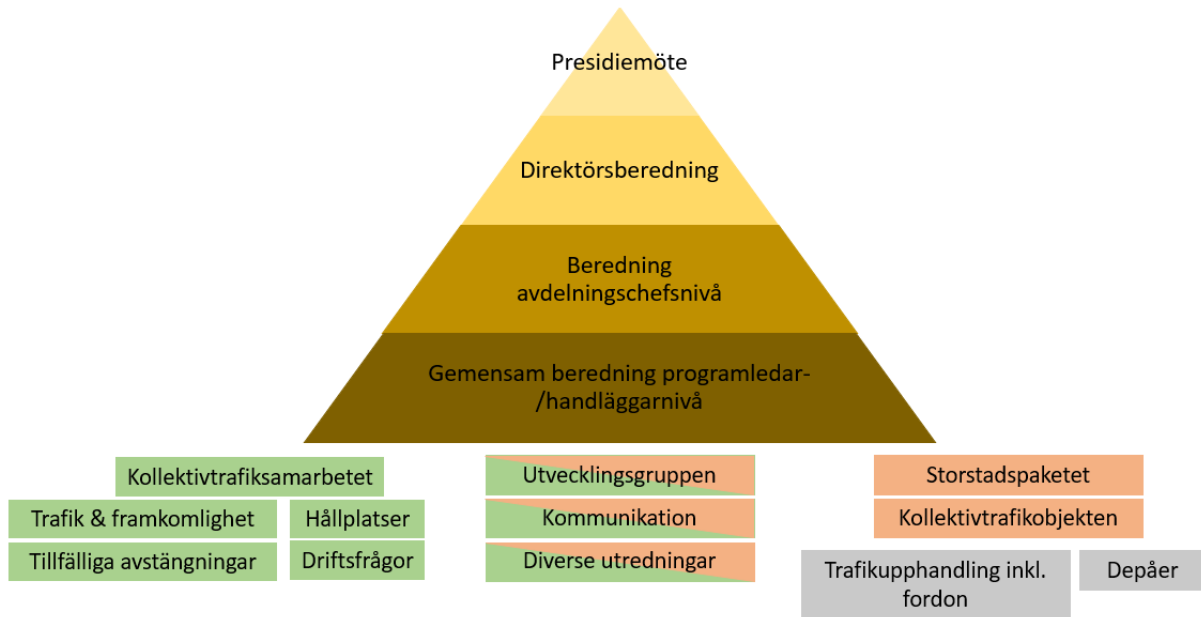 Presidiemöte
Direktörsberedning
Beredning
avdelningschefsnivå
Gemensam beredning programledar-
/handläggarnivå
Kollektivtrafiksamarbetet
Trafik & framkomlighet
Hållplatser
Tillfälliga avstängningar
Driftsfrågor
Utvecklingsgruppen
Kommunikation
Diverse utredningar
Storstadspaketet
Kollektivtrafikobjekten
Trafikupphandling inkl.
fordon
Depåer